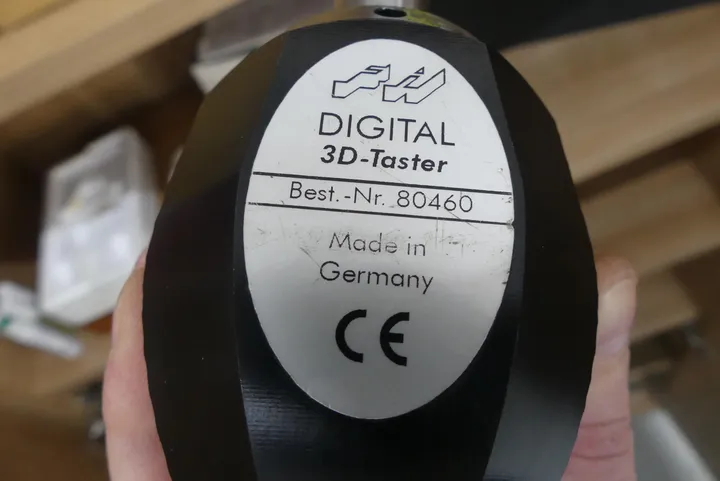 DIGITAL
3D-Taster
Best.-Nr. 80460
Made in
Germany
CE